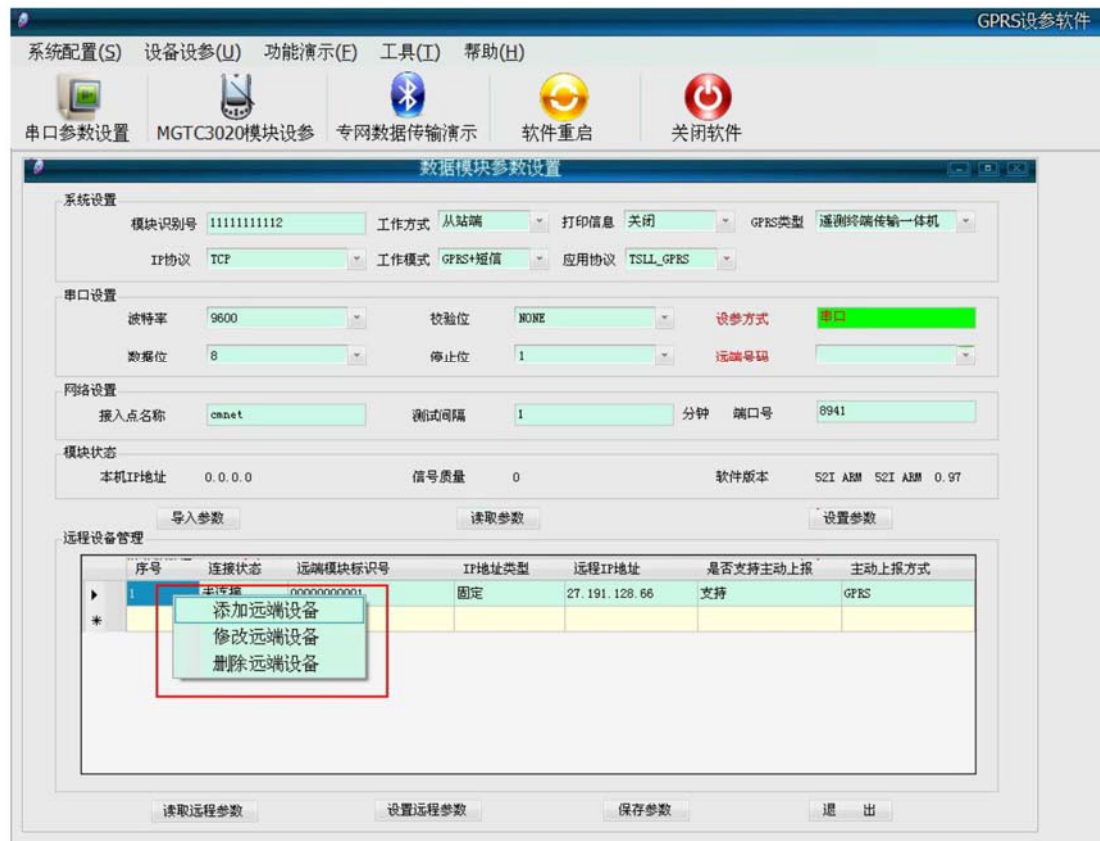 GPRS设参软件
系统配置(S) 设备设参(U) 功能演示(F) 工具(T) 帮助(H)
串口参数设置 MGTC3020模块设参 专网数据传输演示 软件重启 关闭软件
数据模块参数设置
系统设置
模块识别号 11111111112 工作方式 从站端 打印信息 关闭 GPRS类型 遥测终端传输一体机
IP协议 TCP 工作模式 GPRS+短信 应用协议 TSLL_GPRS
串口设置
波特率 9600 校验位 NONE 设参方式 串口
数据位 8 停止位 1 远端号码
网络设置
接入点名称 cmnet 测试间隔 1 分钟 端口号 8941
模块状态
本机IP地址 0.0.0.0 信号质量 0 软件版本 52I ARM 52I ARM 0.97
导入参数 读取参数 设置参数
远程设备管理
序号 连接状态 远端模块标识号 IP地址类型 远程IP地址 是否支持主动上报 主动上报方式
1 未连接 00000000001 固定 27.191.128.66 支持 GPRS
添加远端设备
修改远端设备
删除远端设备
读取远程参数 设置远程参数 保存参数 退 出